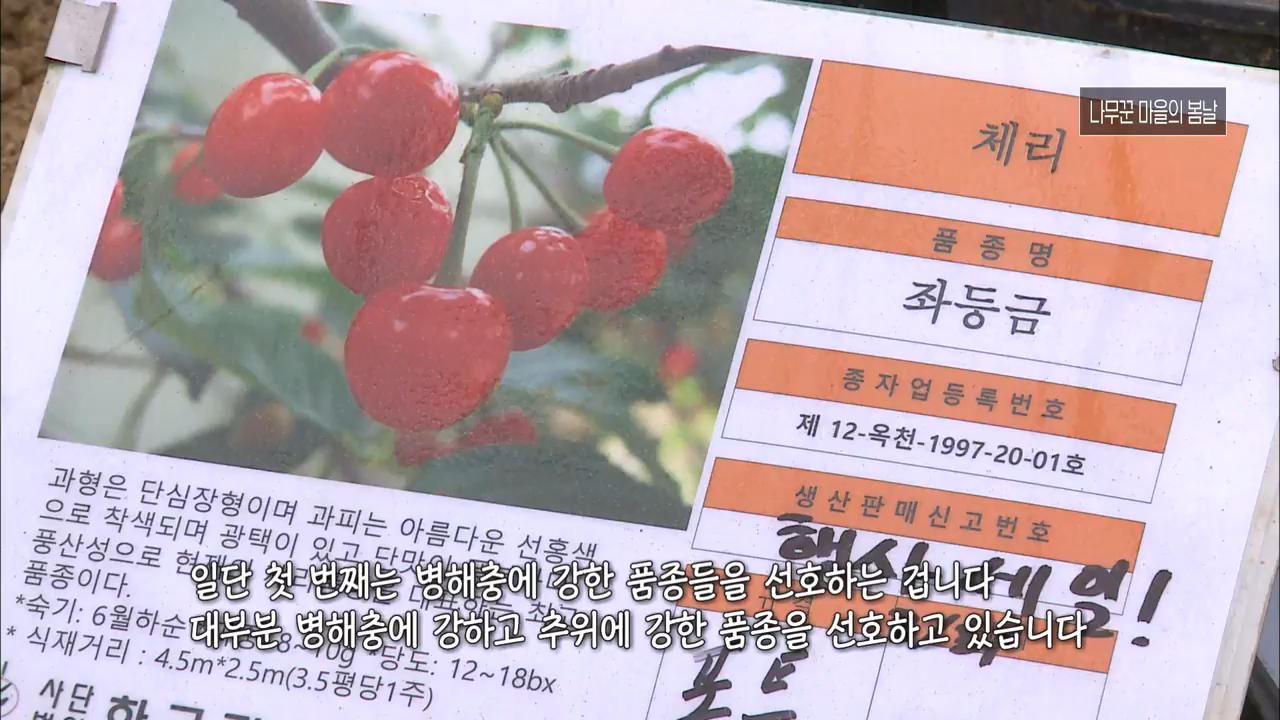 나무꾼 마을의 봄날
체리
품종명
좌등금
종자업등록번호
제 12-옥천-1997-20-01호
생산판매신고번호
과형은 단심장형이며 과피는 아름다운 선홍색
으로 착색되며 광택이 있고 단맛
풍산성으로 현재
품종이다.
*숙기: 6월하순 8~10g *당도: 12~18bx
* 식재거리 : 4.5m*2.5m(3.5평당1주)
사단
일단 첫 번째는 병해충에 강한 품종들을 선호하는 겁니다
대부분 병해충에 강하고 추위에 강한 품종을 선호하고 있습니다